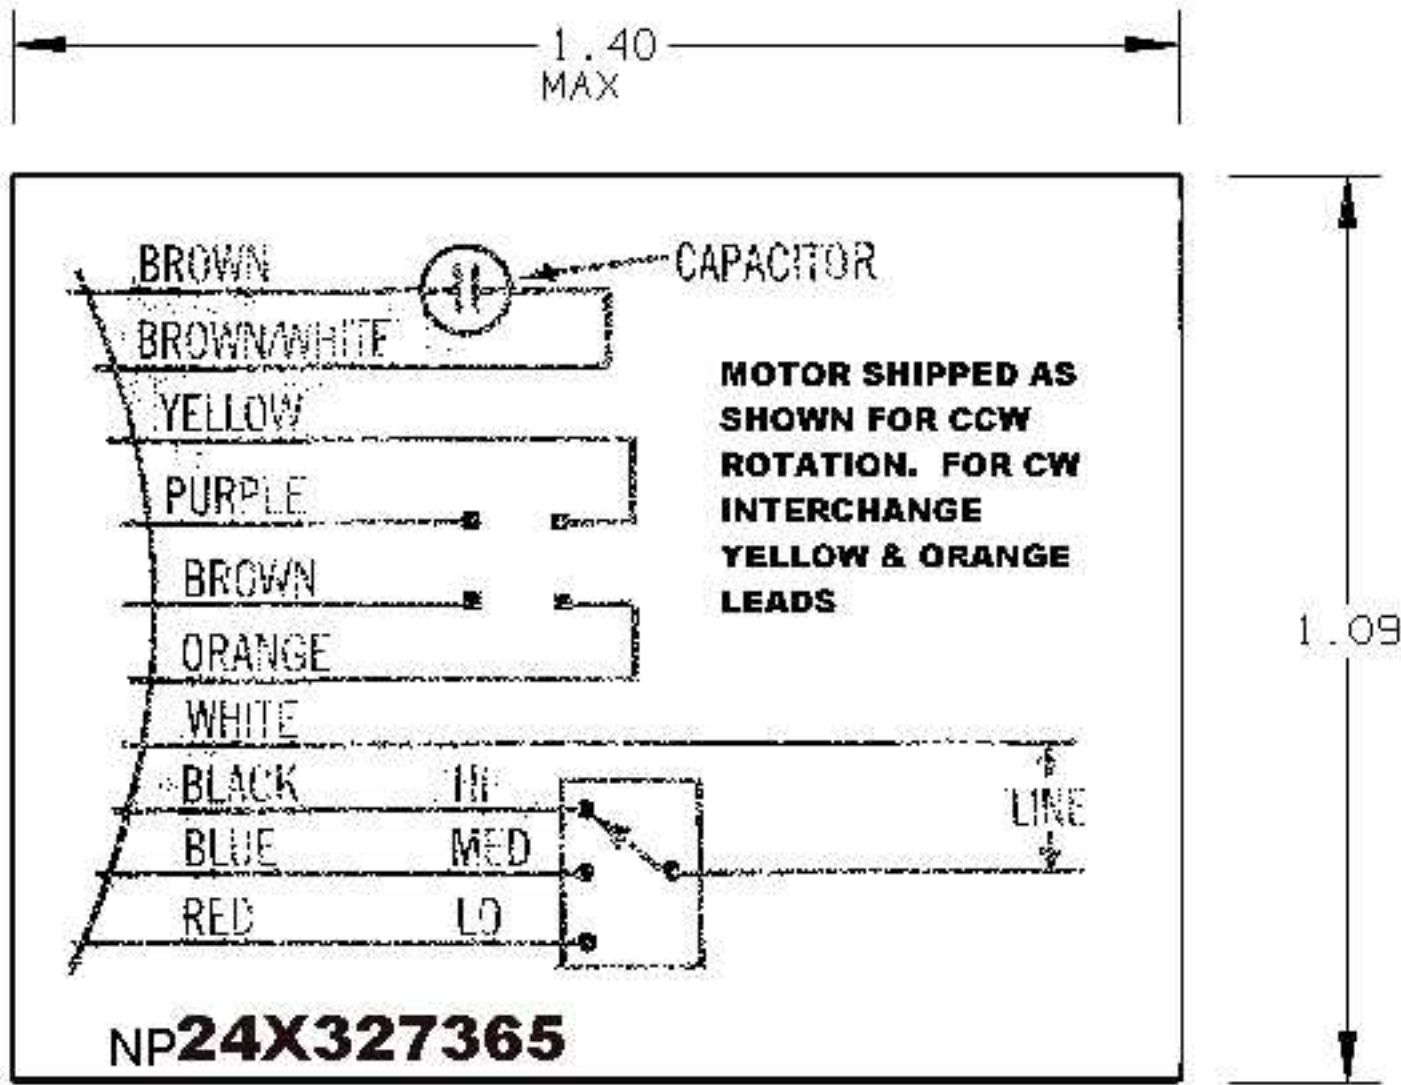 1.40
MAX
BROWN
CAPACITOR
BROWN/WHITE
YELLOW
PURPLE
BROWN
ORANGE
WHITE
BLACK HI
BLUE MED
RED LO
LINE
MOTOR SHIPPED AS
SHOWN FOR CCW
ROTATION. FOR CW
INTERCHANGE
YELLOW & ORANGE
LEADS
1.09
NP24X327365